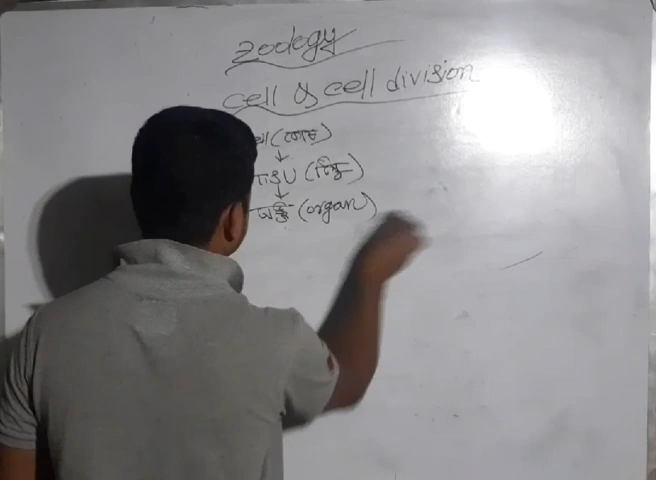 Zoology
cell & cell division
(কোষ)
↓
(টিস্যু)
↓
(organ)